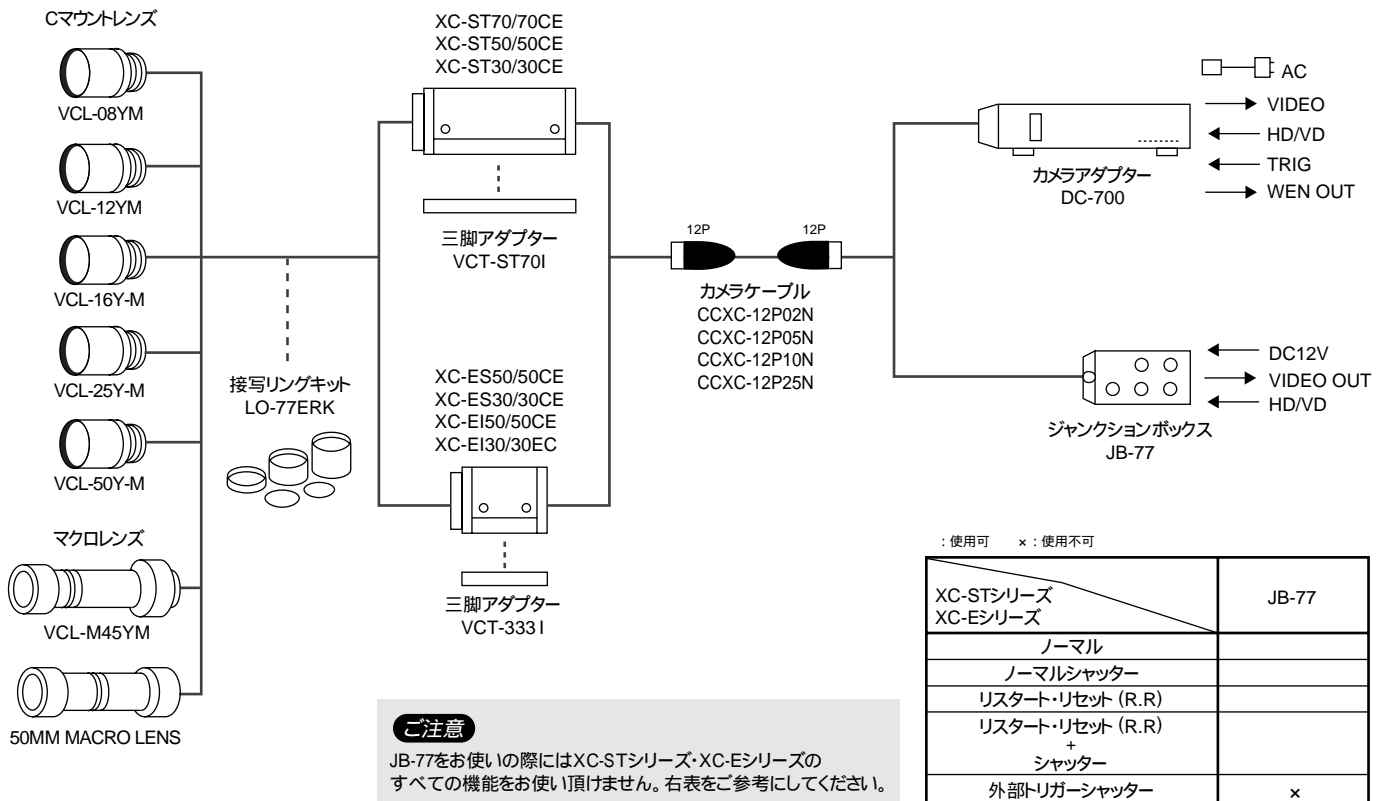 Cマウントレンズ
VCL-08YM
VCL-12YM
VCL-16Y-M
VCL-25Y-M
VCL-50Y-M
マクロレンズ
VCL-M45YM
50MM MACRO LENS
接写リングキット
LO-77ERK
XC-ST70/70CE
XC-ST50/50CE
XC-ST30/30CE
三脚アダプター
VCT-ST70I
XC-ES50/50CE
XC-ES30/30CE
XC-EI50/50CE
XC-EI30/30EC
三脚アダプター
VCT-333 I
12P
12P
カメラケーブル
CCXC-12P02N
CCXC-12P05N
CCXC-12P10N
CCXC-12P25N
カメラアダプター
DC-700
AC
VIDEO
HD/VD
TRIG
WEN OUT
ジャンクションボックス
JB-77
DC12V
VIDEO OUT
HD/VD
ご注意
JB-77をお使いの際にはXC-STシリーズ・XC-Eシリーズの
すべての機能をお使い頂けません。右表をご参考にしてください。
：使用可 ×：使用不可
XC-STシリーズ
XC-Eシリーズ
JB-77
ノーマル
ノーマルシャッター
リスタート・リセット (R.R)
リスタート・リセット (R.R)
+
シャッター
外部トリガーシャッター ×